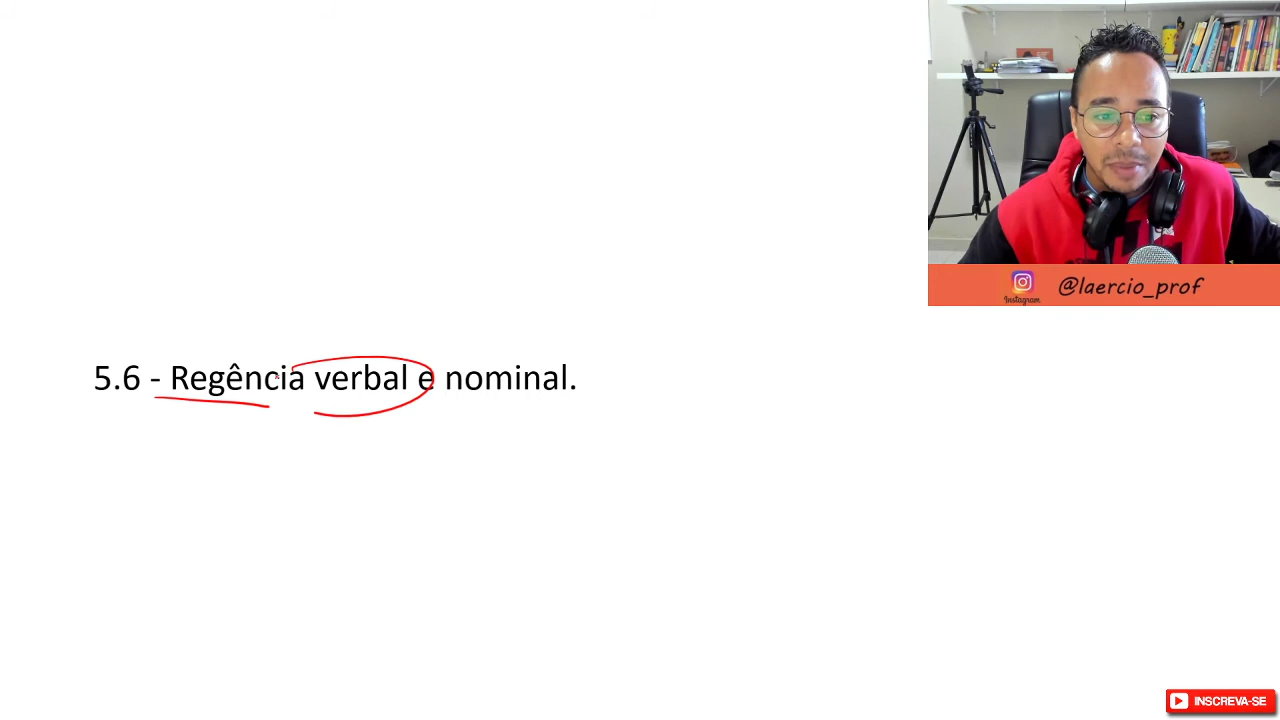 @laercio_prof
Instagram
5.6 - Regência verbal e nominal.
INSCREVA-SE